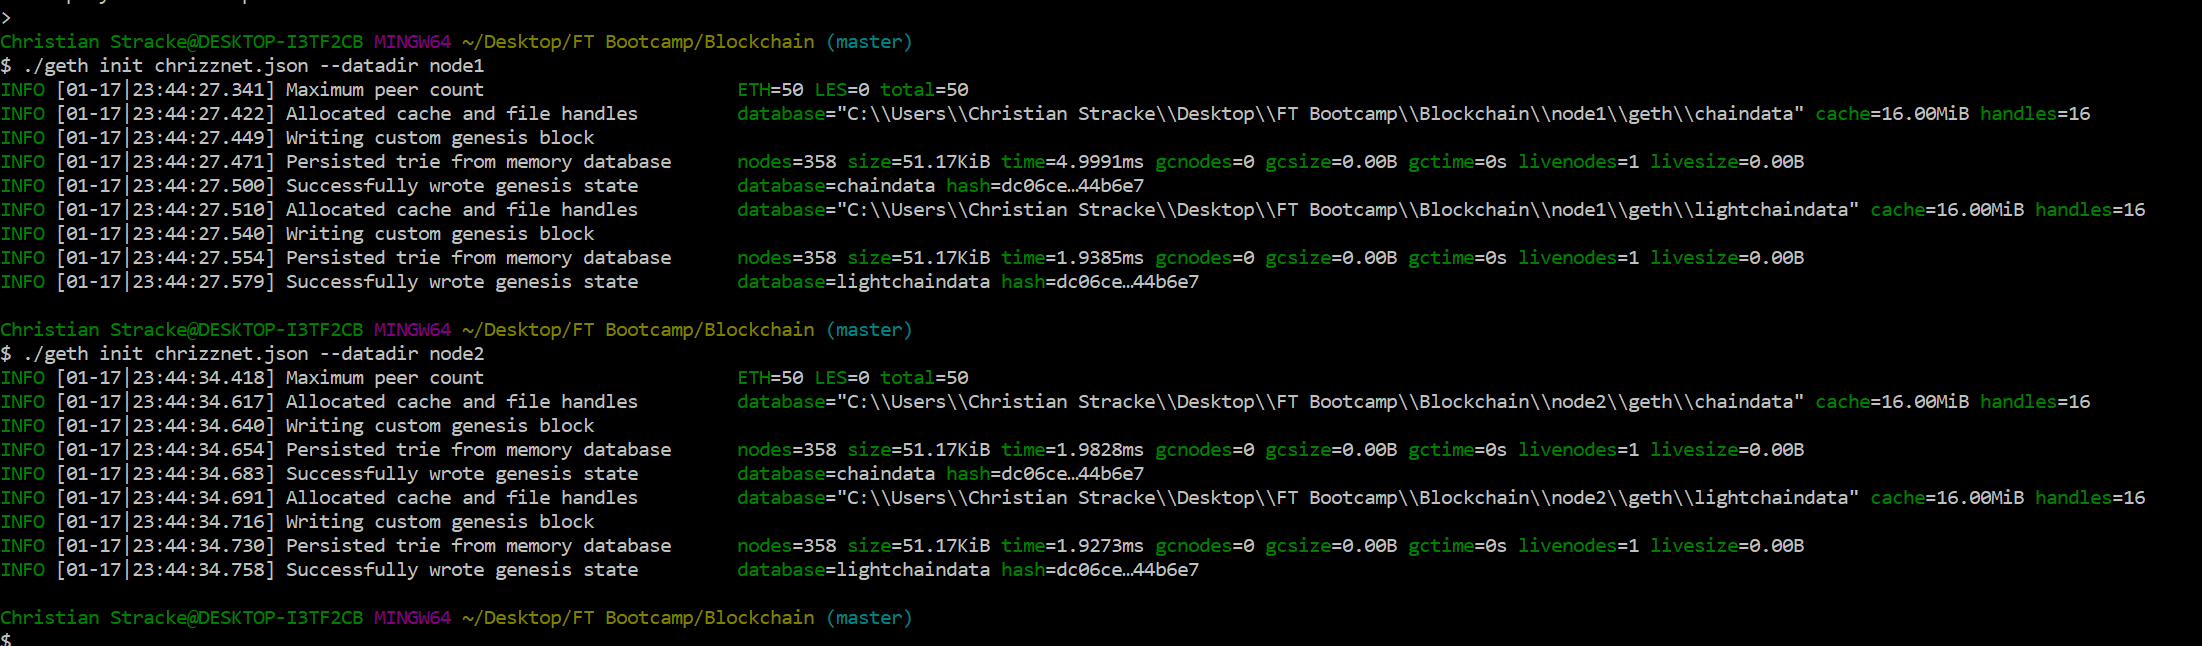 >
Christian Stracke@DESKTOP-I3TF2CB MINGW64 ~/Desktop/FT Bootcamp/Blockchain (master)
$ ./geth init chrizznet.json --datadir node1
INFO [01-17|23:44:27.341] Maximum peer count                       ETH=50 LES=0 total=50
INFO [01-17|23:44:27.422] Allocated cache and file handles         database="C:\\Users\\Christian Stracke\\Desktop\\FT Bootcamp\\Blockchain\\node1\\geth\\chaindata" cache=16.00MiB handles=16
INFO [01-17|23:44:27.449] Writing custom genesis block
INFO [01-17|23:44:27.471] Persisted trie from memory database      nodes=358 size=51.17KiB time=4.9991ms gcnodes=0 gcsize=0.00B gctime=0s livenodes=1 livesize=0.00B
INFO [01-17|23:44:27.500] Successfully wrote genesis state         database=chaindata hash=dc06ce…44b6e7
INFO [01-17|23:44:27.510] Allocated cache and file handles         database="C:\\Users\\Christian Stracke\\Desktop\\FT Bootcamp\\Blockchain\\node1\\geth\\lightchaindata" cache=16.00MiB handles=16
INFO [01-17|23:44:27.540] Writing custom genesis block
INFO [01-17|23:44:27.554] Persisted trie from memory database      nodes=358 size=51.17KiB time=1.9385ms gcnodes=0 gcsize=0.00B gctime=0s livenodes=1 livesize=0.00B
INFO [01-17|23:44:27.579] Successfully wrote genesis state         database=lightchaindata hash=dc06ce…44b6e7
Christian Stracke@DESKTOP-I3TF2CB MINGW64 ~/Desktop/FT Bootcamp/Blockchain (master)
$ ./geth init chrizznet.json --datadir node2
INFO [01-17|23:44:34.418] Maximum peer count                       ETH=50 LES=0 total=50
INFO [01-17|23:44:34.617] Allocated cache and file handles         database="C:\\Users\\Christian Stracke\\Desktop\\FT Bootcamp\\Blockchain\\node2\\geth\\chaindata" cache=16.00MiB handles=16
INFO [01-17|23:44:34.640] Writing custom genesis block
INFO [01-17|23:44:34.654] Persisted trie from memory database      nodes=358 size=51.17KiB time=1.9828ms gcnodes=0 gcsize=0.00B gctime=0s livenodes=1 livesize=0.00B
INFO [01-17|23:44:34.683] Successfully wrote genesis state         database=chaindata hash=dc06ce…44b6e7
INFO [01-17|23:44:34.691] Allocated cache and file handles         database="C:\\Users\\Christian Stracke\\Desktop\\FT Bootcamp\\Blockchain\\node2\\geth\\lightchaindata" cache=16.00MiB handles=16
INFO [01-17|23:44:34.716] Writing custom genesis block
INFO [01-17|23:44:34.730] Persisted trie from memory database      nodes=358 size=51.17KiB time=1.9273ms gcnodes=0 gcsize=0.00B gctime=0s livenodes=1 livesize=0.00B
INFO [01-17|23:44:34.758] Successfully wrote genesis state         database=lightchaindata hash=dc06ce…44b6e7
Christian Stracke@DESKTOP-I3TF2CB MINGW64 ~/Desktop/FT Bootcamp/Blockchain (master)
$